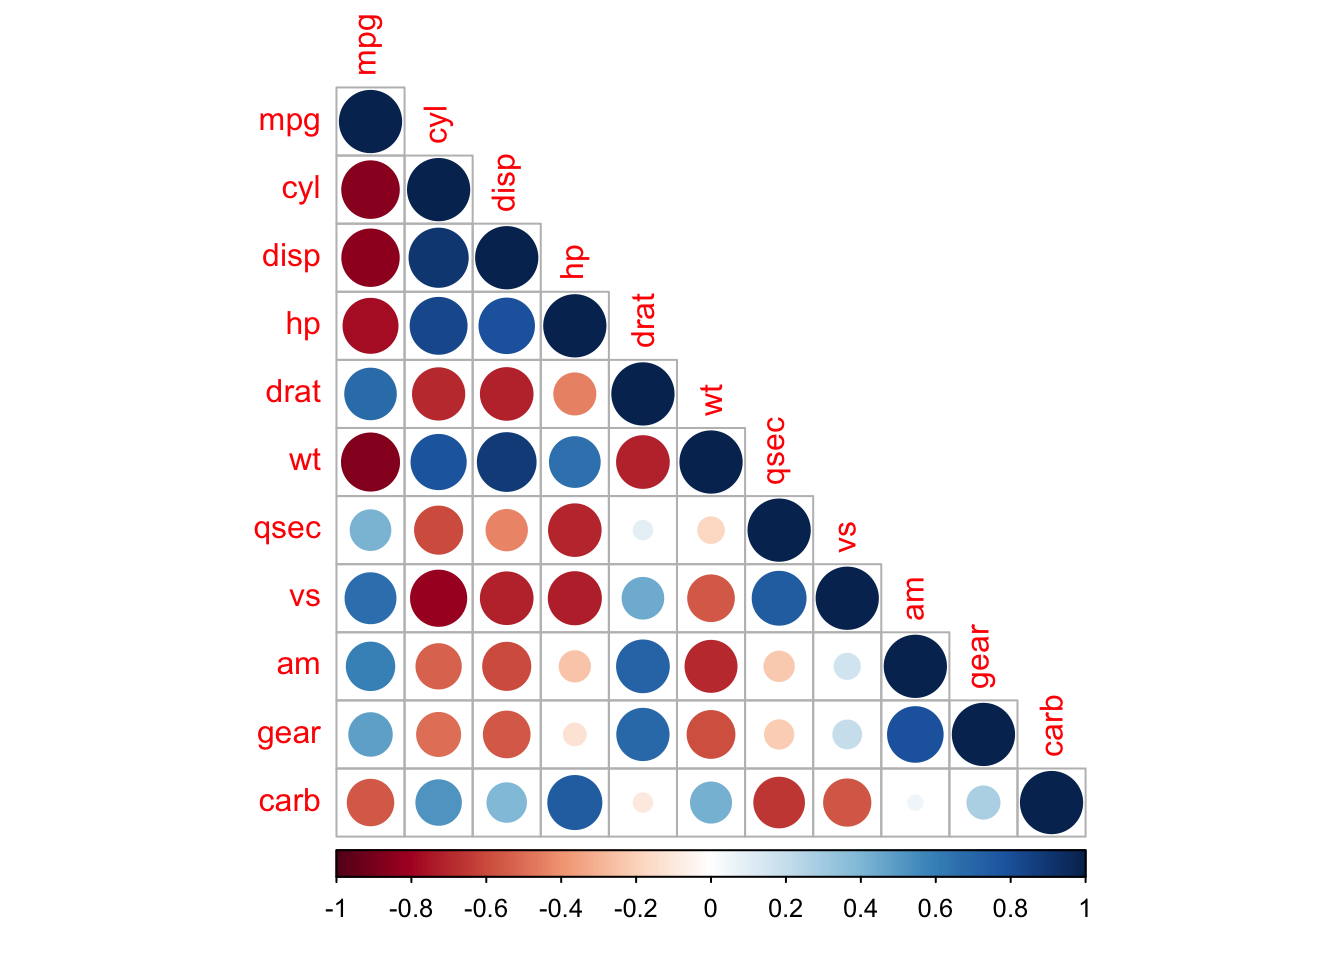 mpg
mpg
cyl
cyl
disp
disp
hp
hp
drat
drat
wt
wt
qsec
qsec
vs
vs
am
am
gear
gear
carb
carb
-1 -0.8 -0.6 -0.4 -0.2 0 0.2 0.4 0.6 0.8 1